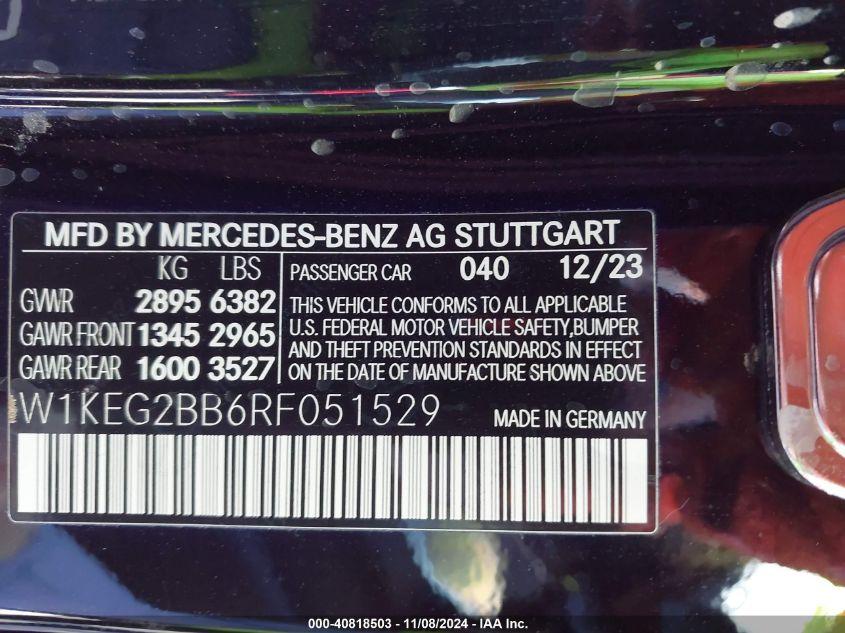 MFD BY MERCEDES-BENZ AG STUTTGART
KG LBS
GVWR 2895 6382
GAWR FRONT 1345 2965
GAWR REAR 1600 3527
PASSENGER CAR 040 12/23
THIS VEHICLE CONFORMS TO ALL APPLICABLE
U.S. FEDERAL MOTOR VEHICLE SAFETY,BUMPER
AND THEFT PREVENTION STANDARDS IN EFFECT
ON THE DATE OF MANUFACTURE SHOWN ABOVE
W1KEG2BB6RF051529 MADE IN GERMANY
000-40818503 - 11/08/2024 - IAA Inc.